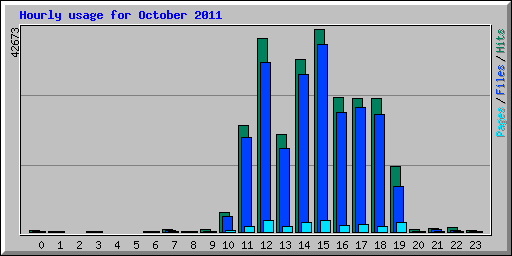 Hourly usage for October 2011
42673
Pages/Files/Hits
0 1 2 3 4 5 6 7 8 9 10 11 12 13 14 15 16 17 18 19 20 21 22 23